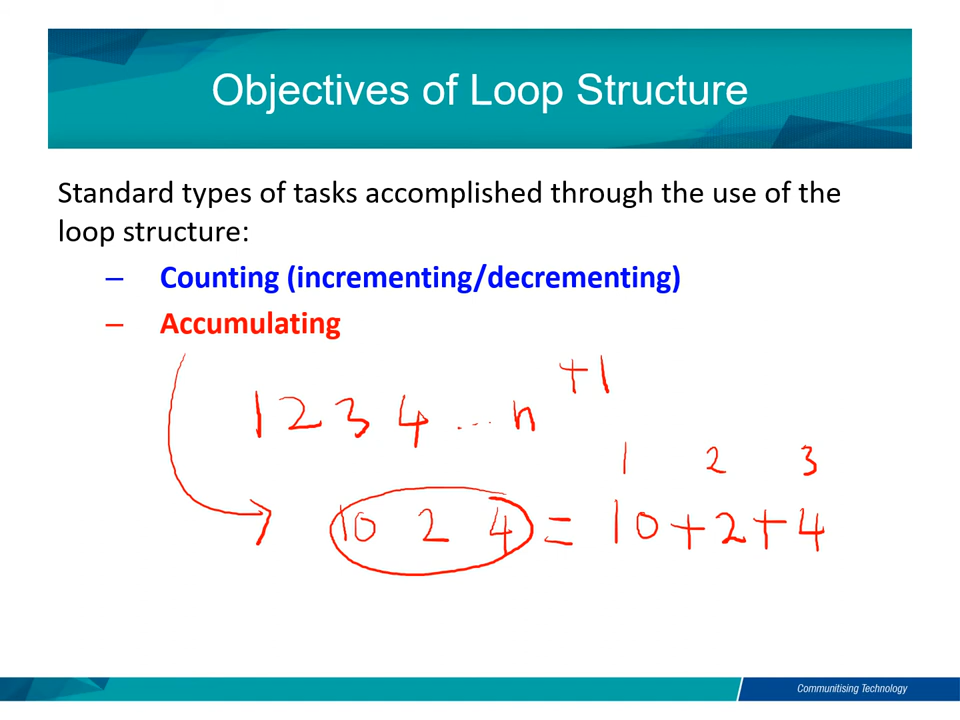 Objectives of Loop Structure
Standard types of tasks accomplished through the use of the
loop structure:
– Counting (incrementing/decrementing)
– Accumulating
+1
1 2 3 4 ... n
1 2 3
10 2 4 = 10 + 2 + 4
Communitising Technology